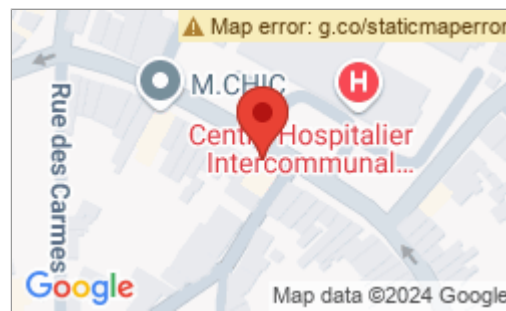 Map error: g.co/staticmaperror
M.CHIC
H
Centre Hospitalier
Intercommunal...
Rue des Carmes
Google
Map data ©2024 Google